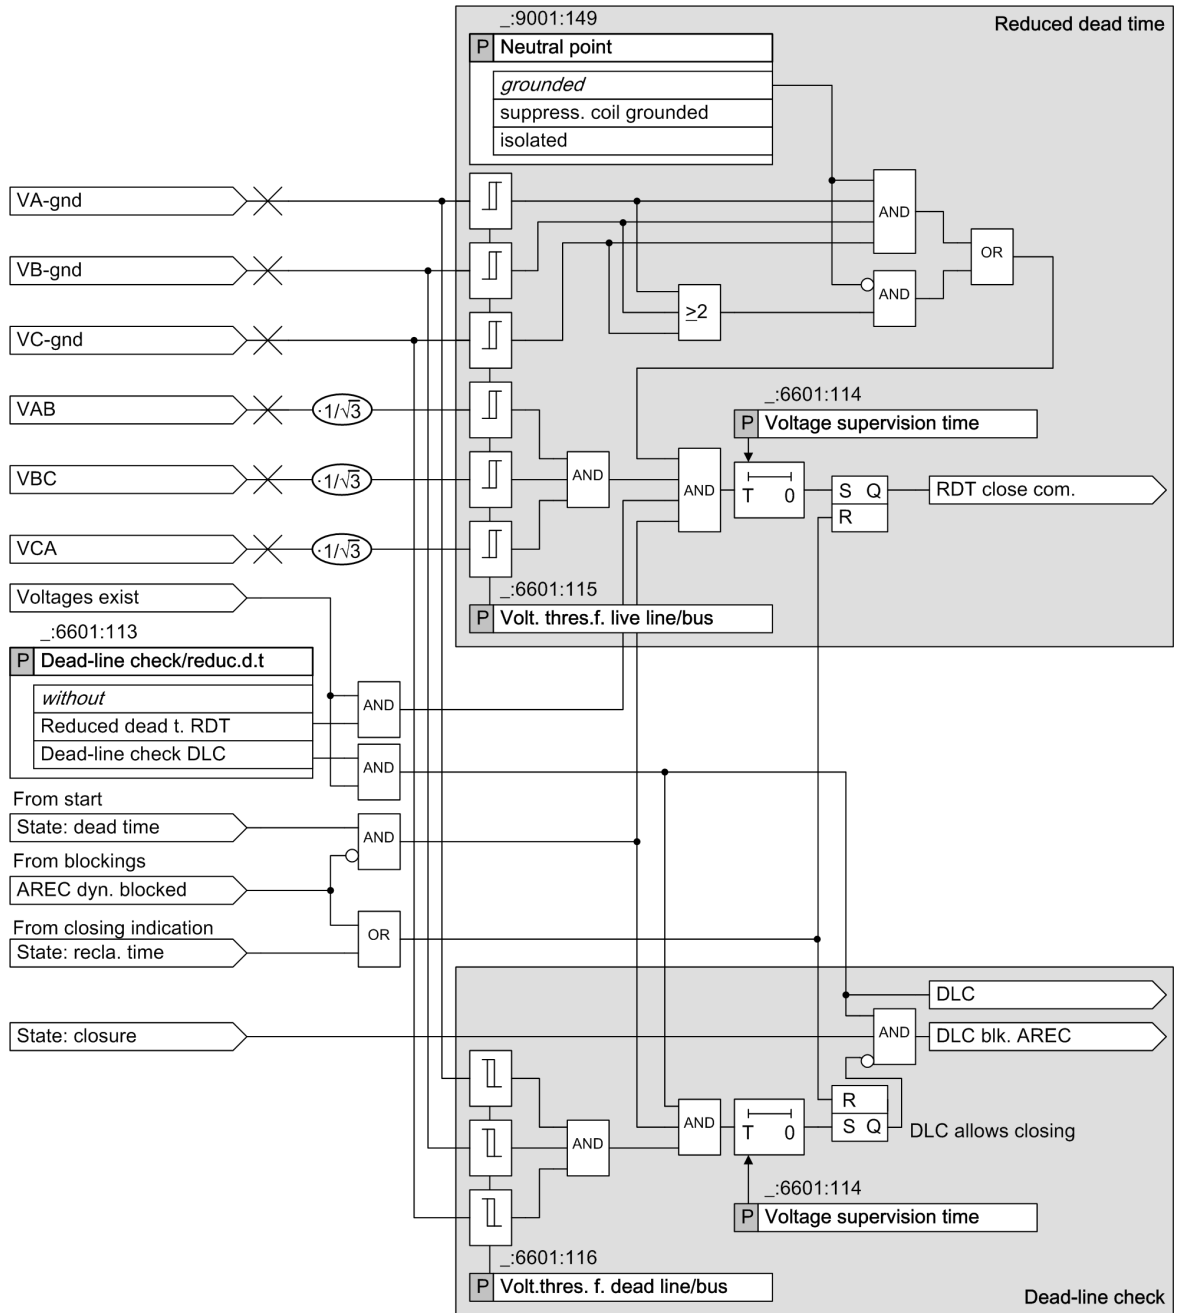 _:9001:149
Reduced dead time
P Neutral point
grounded
suppress. coil grounded
isolated
VA-gnd
AND
VB-gnd
OR
AND
VC-gnd
≥2
_:6601:114
VAB
·1/√3
P Voltage supervision time
VBC
·1/√3
AND
AND
T 0
S Q
RDT close com.
R
VCA
·1/√3
Voltages exist
_:6601:115
P Volt. thres.f. live line/bus
_:6601:113
P Dead-line check/reduc.d.t
without
AND
Reduced dead t. RDT
Dead-line check DLC
AND
From start
State: dead time
AND
From blockings
AREC dyn. blocked
From closing indication
OR
State: recla. time
DLC
State: closure
AND
DLC blk. AREC
R
AND
T 0
S Q
DLC allows closing
AND
_:6601:114
P Voltage supervision time
_:6601:116
P Volt.thres. f. dead line/bus
Dead-line check